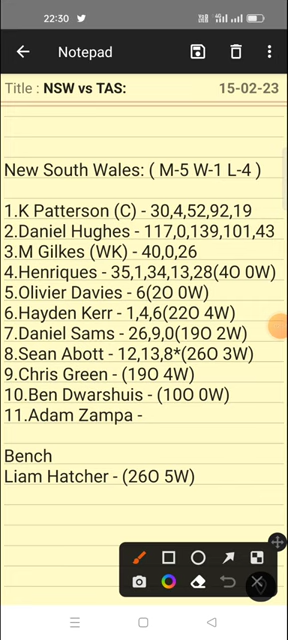 22:30
Notepad
Title : NSW vs TAS: 15-02-23
New South Wales: ( M-5 W-1 L-4 )
1.K Patterson (C) - 30,4,52,92,19
2.Daniel Hughes - 117,0,139,101,43
3.M Gilkes (WK) - 40,0,26
4.Henriques - 35,1,34,13,28(4O 0W)
5.Olivier Davies - 6(2O 0W)
6.Hayden Kerr - 1,4,6(22O 4W)
7.Daniel Sams - 26,9,0(19O 2W)
8.Sean Abott - 12,13,8*(26O 3W)
9.Chris Green - (19O 4W)
10.Ben Dwarshuis - (10O 0W)
11.Adam Zampa -
Bench
Liam Hatcher - (26O 5W)